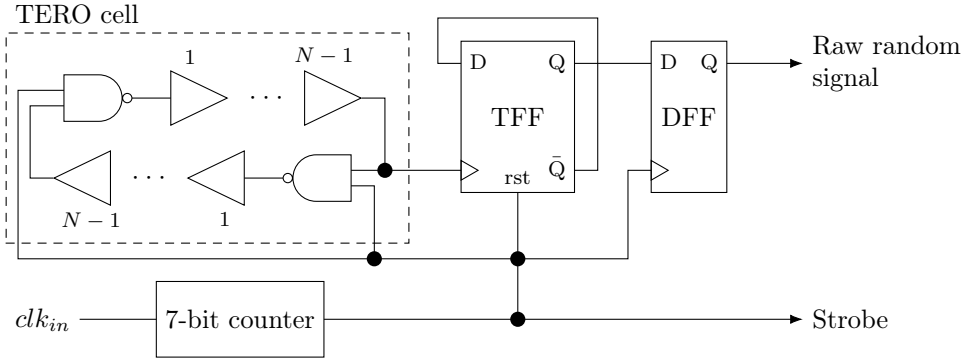 TERO cell
1
N − 1
· · ·
D Q
TFF
Q̄
rst
D Q
DFF
Raw random
signal
· · ·
N − 1
1
clk_in
7-bit counter
Strobe